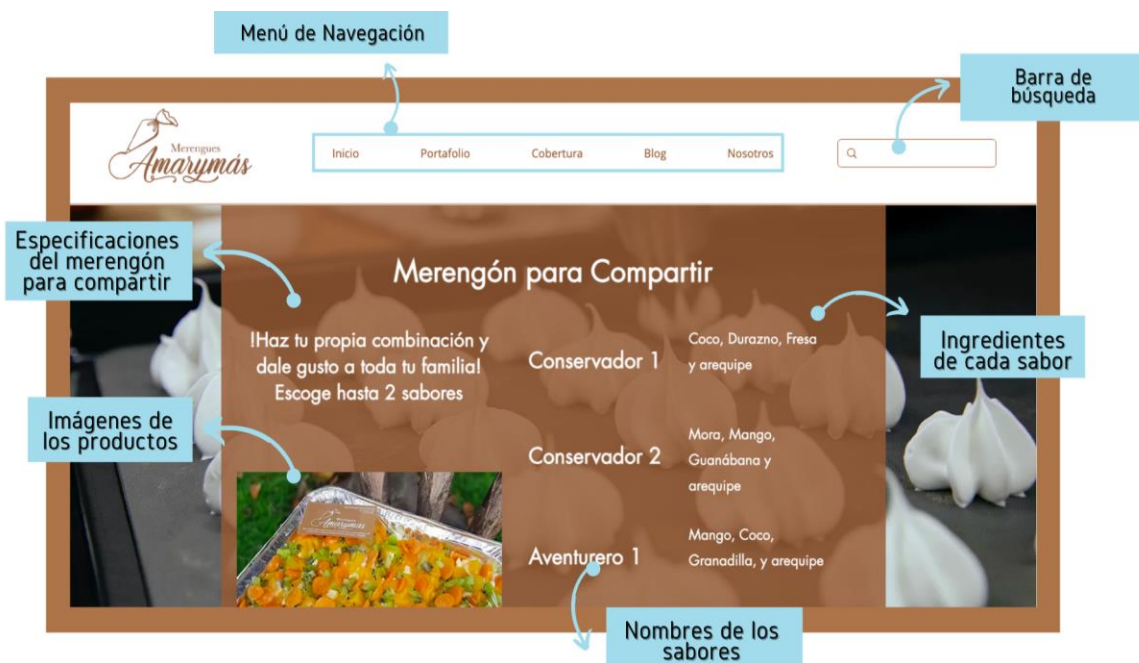 Menú de Navegación
Barra de
búsqueda
Merengues
Amarymás
Inicio
Portafolio
Cobertura
Blog
Nosotros
Especificaciones
del merengón
para compartir
Merengón para Compartir
!Haz tu propia combinación y
dale gusto a toda tu familia!
Escoge hasta 2 sabores
Conservador 1
Coco, Durazno, Fresa
y arequipe
Ingredientes
de cada sabor
Imágenes de
los productos
Conservador 2
Mora, Mango,
Guanábana y
arequipe
Amarymás
Aventurero 1
Mango, Coco,
Granadilla, y arequipe
Nombres de los
sabores